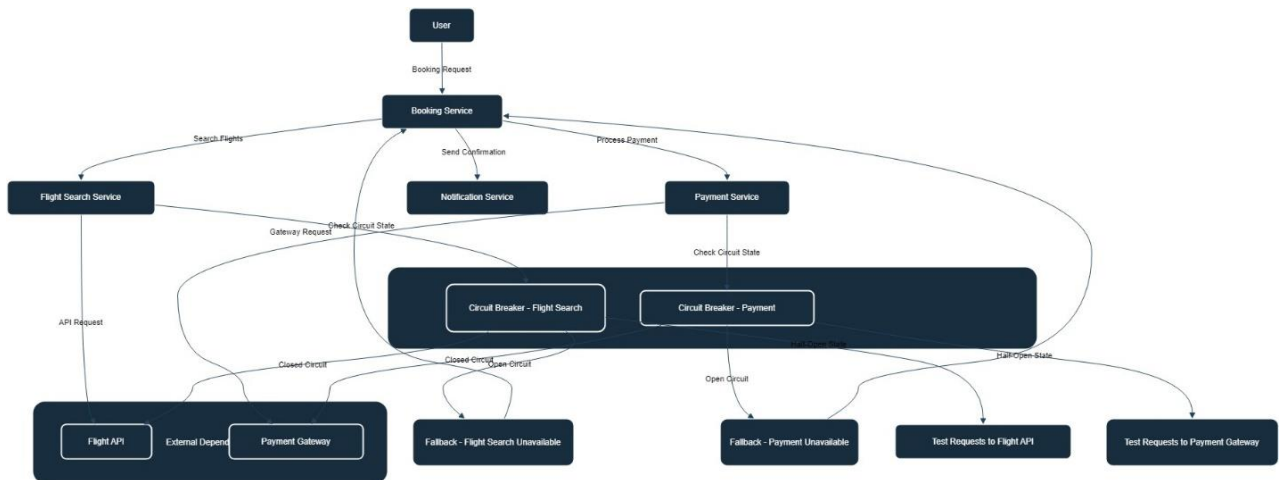 User
Booking Request
Booking Service
Search Flights
Send Confirmation
Process Payment
Flight Search Service
Notification Service
Payment Service
Gateway Request
Check Circuit State
Check Circuit State
Circuit Breaker - Flight Search
Circuit Breaker - Payment
API Request
Half-Open State
Half-Open State
Closed Circuit
Closed Circuit
Open Circuit
Open Circuit
Flight API
External Depend
Payment Gateway
Fallback - Flight Search Unavailable
Fallback - Payment Unavailable
Test Requests to Flight API
Test Requests to Payment Gateway